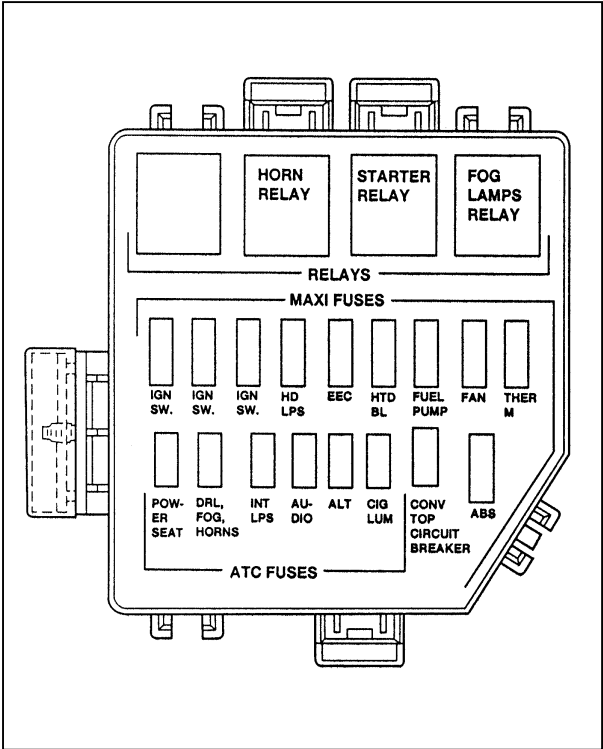 HORN
RELAY
STARTER
RELAY
FOG
LAMPS
RELAY
RELAYS
MAXI FUSES
IGN
SW.
IGN
SW.
IGN
SW.
HD
LPS
EEC
HTD
BL
FUEL
PUMP
FAN
THER
M
POW-
ER
SEAT
DRL,
FOG,
HORNS
INT
LPS
AU-
DIO
ALT
CIG
LUM
CONV
TOP
CIRCUIT
BREAKER
ABS
ATC FUSES